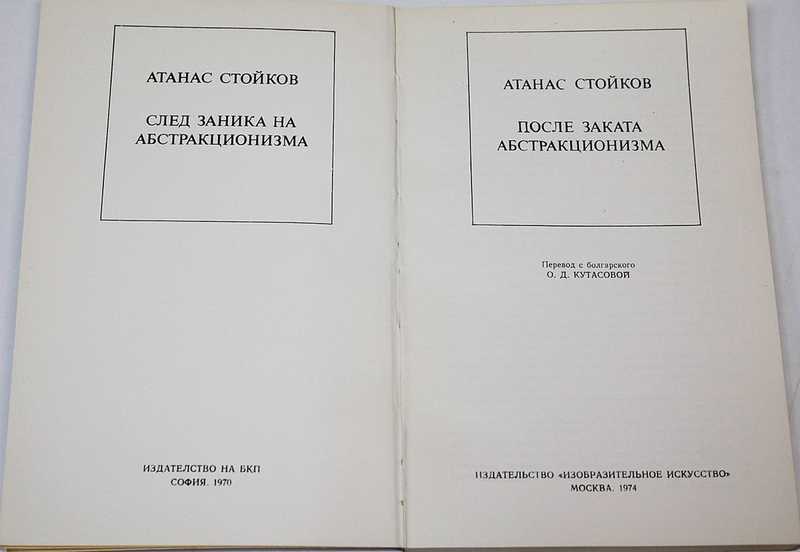 АТАНАС СТОЙКОВ
СЛЕД ЗАНИКА НА
АБСТРАКЦИОНИЗМА
ИЗДАТЕЛСТВО НА БКП
СОФИЯ. 1970
АТАНАС СТОЙКОВ
ПОСЛЕ ЗАКАТА
АБСТРАКЦИОНИЗМА
Перевод с болгарского
О. Д. КУТАСОВОЙ
ИЗДАТЕЛЬСТВО «ИЗОБРАЗИТЕЛЬНОЕ ИСКУССТВО»
МОСКВА. 1974